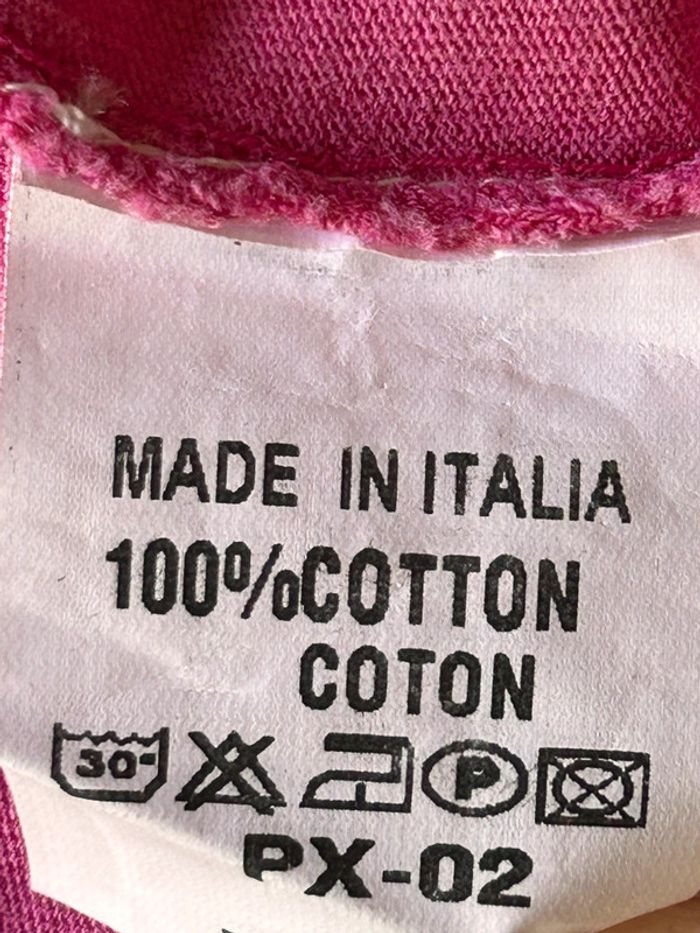 MADE IN ITALIA
100%COTTON
COTON
30° P
PX-02